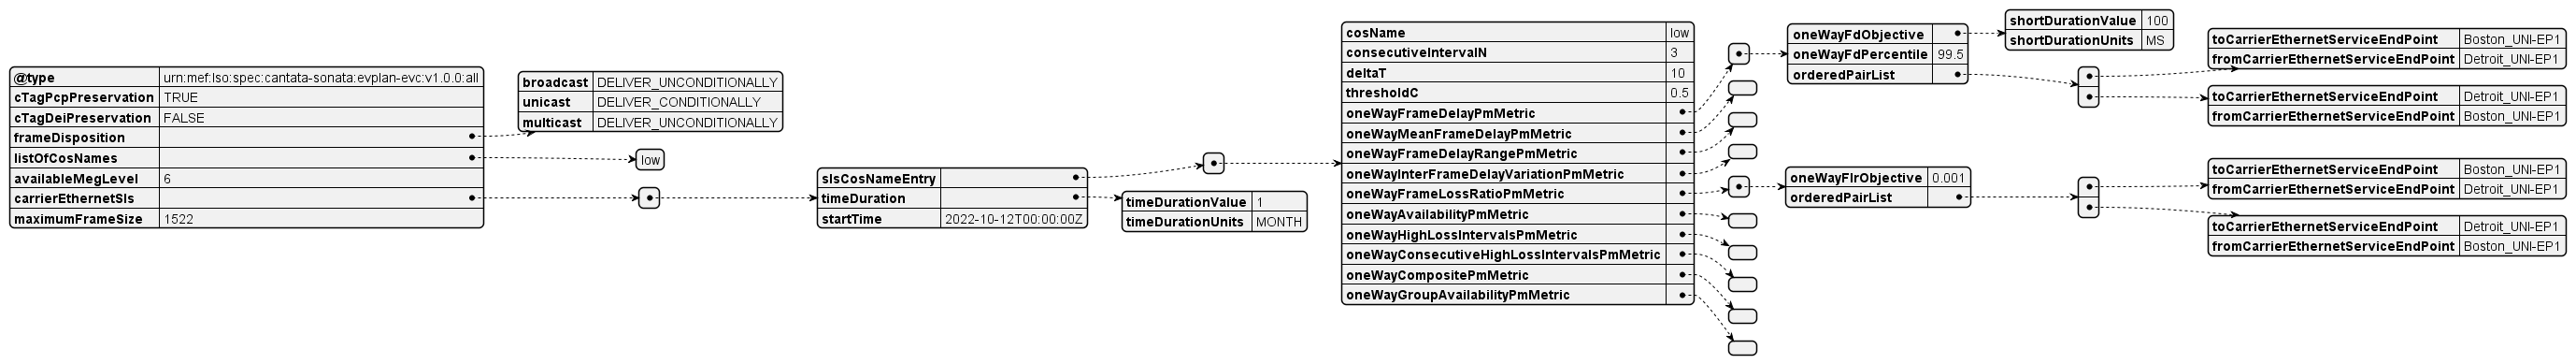 @type urn:mef:lso:spec:cantata-sonata:evplan-evc:v1.0.0:all
cTagPcpPreservation TRUE
cTagDeiPreservation FALSE
frameDisposition
listOfCosNames
availableMegLevel 6
carrierEthernetSls
maximumFrameSize 1522
broadcast DELIVER_UNCONDITIONALLY
unicast DELIVER_CONDITIONALLY
multicast DELIVER_UNCONDITIONALLY
low
slsCosNameEntry
timeDuration
startTime 2022-10-12T00:00:00Z
timeDurationValue 1
timeDurationUnits MONTH
cosName low
consecutiveIntervalN 3
deltaT 10
thresholdC 0.5
oneWayFrameDelayPmMetric
oneWayMeanFrameDelayPmMetric
oneWayFrameDelayRangePmMetric
oneWayInterFrameDelayVariationPmMetric
oneWayFrameLossRatioPmMetric
oneWayAvailabilityPmMetric
oneWayHighLossIntervalsPmMetric
oneWayConsecutiveHighLossIntervalsPmMetric
oneWayCompositePmMetric
oneWayGroupAvailabilityPmMetric
oneWayFdObjective
oneWayFdPercentile 99.5
orderedPairList
shortDurationValue 100
shortDurationUnits MS
toCarrierEthernetServiceEndPoint Boston_UNI-EP1
fromCarrierEthernetServiceEndPoint Detroit_UNI-EP1
toCarrierEthernetServiceEndPoint Detroit_UNI-EP1
fromCarrierEthernetServiceEndPoint Boston_UNI-EP1
oneWayFlrObjective 0.001
orderedPairList
toCarrierEthernetServiceEndPoint Boston_UNI-EP1
fromCarrierEthernetServiceEndPoint Detroit_UNI-EP1
toCarrierEthernetServiceEndPoint Detroit_UNI-EP1
fromCarrierEthernetServiceEndPoint Boston_UNI-EP1